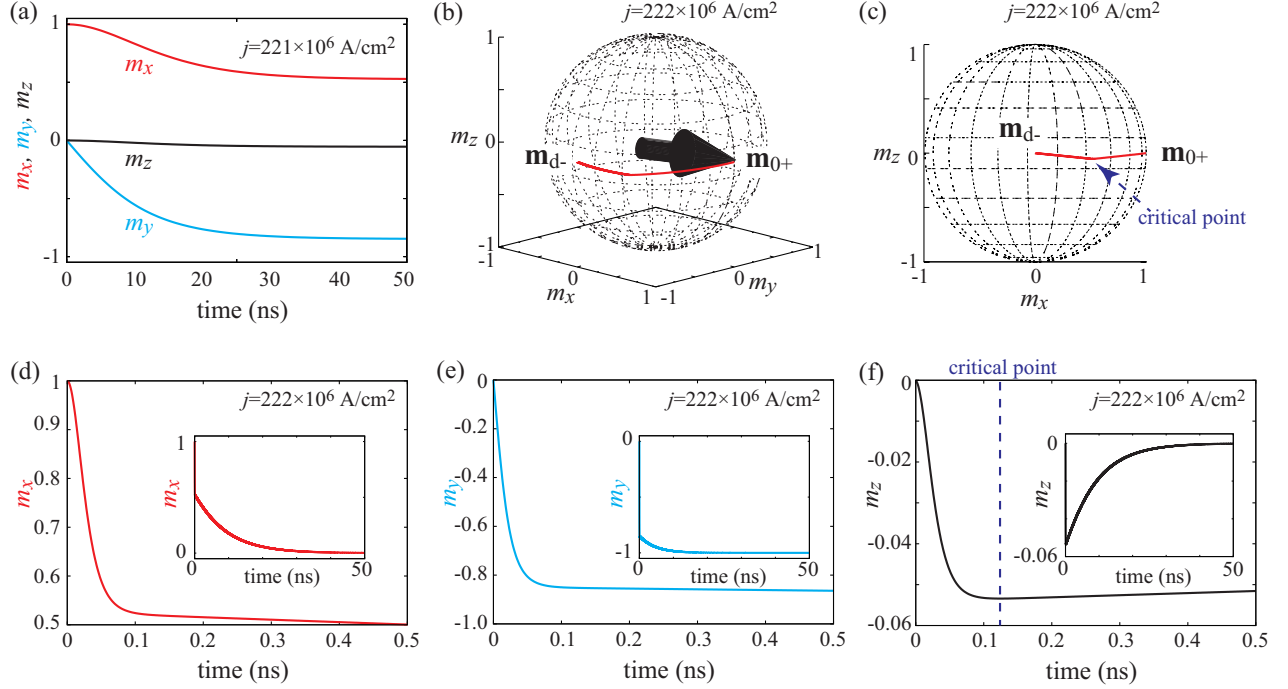 (a)
j=221×10⁶ A/cm²
mx, my, mz
mx
mz
my
1
0
-1
0 10 20 30 40 50
time (ns)
(b)
j=222×10⁶ A/cm²
mz
1
0
-1
md-
m0+
-1 0 1
mx
-1 0 1
my
(c)
j=222×10⁶ A/cm²
mz
1
0
-1
md-
m0+
critical point
-1 0 1
mx
(d)
j=222×10⁶ A/cm²
mx
1
0.9
0.8
0.7
0.6
0.5
0 0.1 0.2 0.3 0.4 0.5
time (ns)
mx
1
0
0 50
time (ns)
(e)
j=222×10⁶ A/cm²
my
0
-0.2
-0.4
-0.6
-0.8
-1.0
0 0.1 0.2 0.3 0.4 0.5
time (ns)
my
0
-1
0 50
time (ns)
(f)
critical point
j=222×10⁶ A/cm²
mz
0
-0.02
-0.04
-0.06
0 0.1 0.2 0.3 0.4 0.5
time (ns)
mz
0
-0.06
0 50
time (ns)